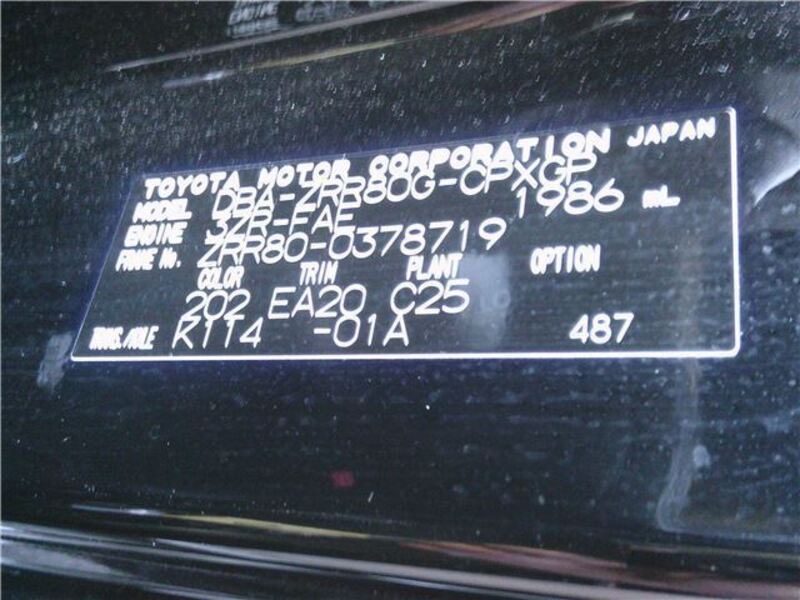 TOYOTA MOTOR CORPORATION JAPAN
MODEL DBA-ZRR80G-CPXGP
ENGINE 3ZR-FAE 1986 mL
FRAME No. ZRR80-0378719
COLOR TRIM PLANT OPTION
202 EA20 C25
TRANS./AXLE K114 -01A 487